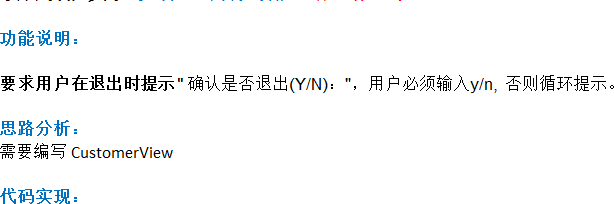 功能说明：
要求用户在退出时提示" 确认是否退出(Y/N)："，用户必须输入y/n, 否则循环提示。
思路分析：
需要编写 CustomerView
代码实现：